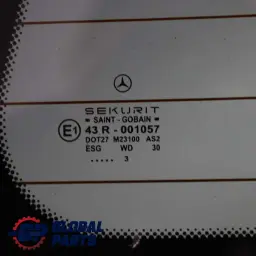 SEKURIT
SAINT - GOBAIN
E1 43 R - 001057
DOT27 M23100 AS2
ESG WD 30
..... 3
GLOBAL
PARTS